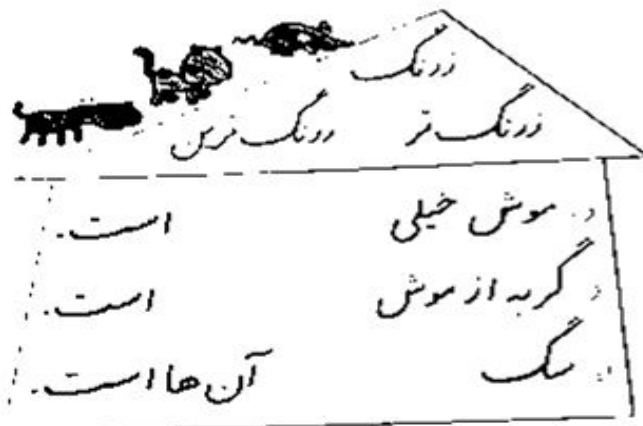 زرنگ
زرنگ تر زرنگ ترین
موش خیلی است.
گربه از موش است.
سگ آن ها است.